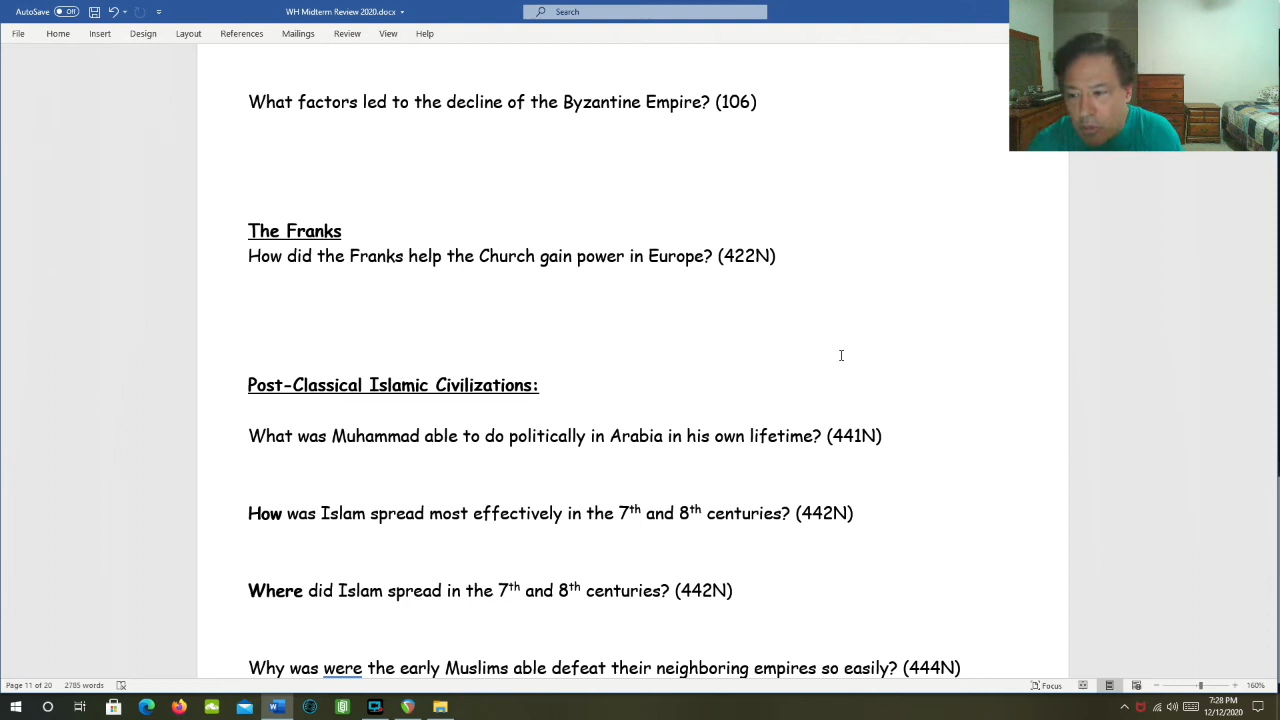 AutoSave Off WH Midterm Review 2020.docx Search
File Home Insert Design Layout References Mailings Review View Help
What factors led to the decline of the Byzantine Empire? (106)
The Franks
How did the Franks help the Church gain power in Europe? (422N)
Post-Classical Islamic Civilizations:
What was Muhammad able to do politically in Arabia in his own lifetime? (441N)
How was Islam spread most effectively in the 7th and 8th centuries? (442N)
Where did Islam spread in the 7th and 8th centuries? (442N)
Why was were the early Muslims able defeat their neighboring empires so easily? (444N)
Page 11 of 20 2785 words Focus 160%
7:28 PM
12/12/2020